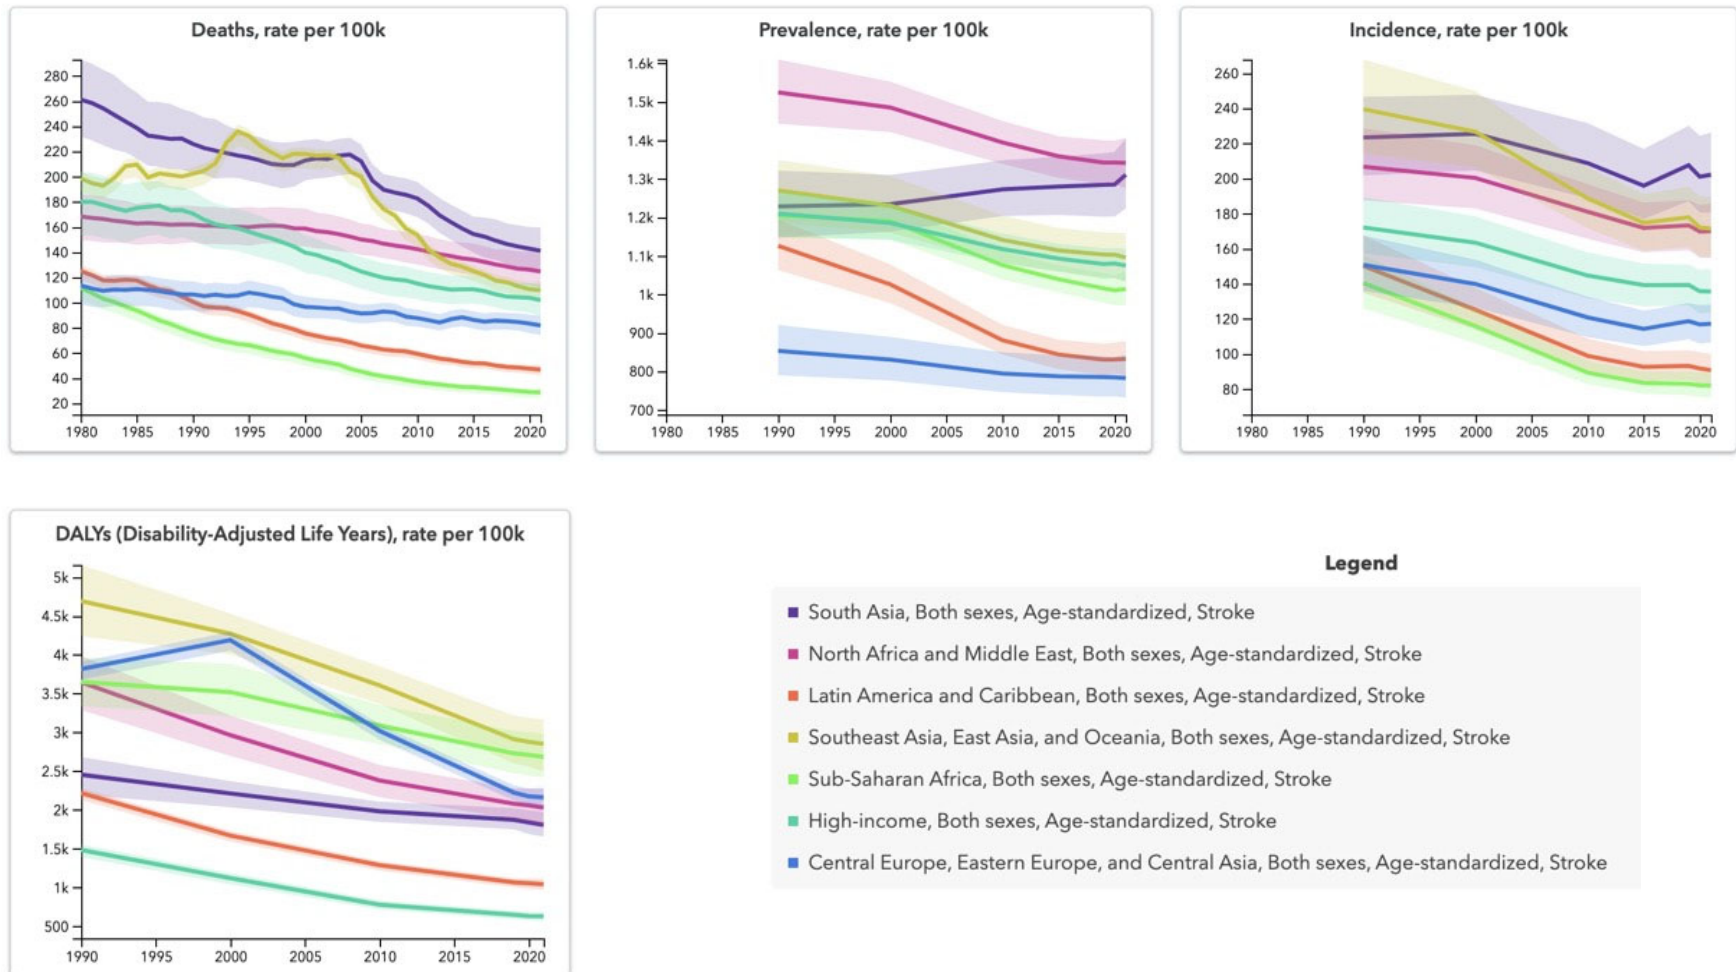 Deaths, rate per 100k
280
260
240
220
200
180
160
140
120
100
80
60
40
20
1980 1985 1990 1995 2000 2005 2010 2015 2020
Prevalence, rate per 100k
1.6k
1.5k
1.4k
1.3k
1.2k
1.1k
1k
900
800
700
1980 1985 1990 1995 2000 2005 2010 2015 2020
Incidence, rate per 100k
260
240
220
200
180
160
140
120
100
80
1980 1985 1990 1995 2000 2005 2010 2015 2020
DALYs (Disability-Adjusted Life Years), rate per 100k
5k
4.5k
4k
3.5k
3k
2.5k
2k
1.5k
1k
500
1990 1995 2000 2005 2010 2015 2020
Legend
South Asia, Both sexes, Age-standardized, Stroke
North Africa and Middle East, Both sexes, Age-standardized, Stroke
Latin America and Caribbean, Both sexes, Age-standardized, Stroke
Southeast Asia, East Asia, and Oceania, Both sexes, Age-standardized, Stroke
Sub-Saharan Africa, Both sexes, Age-standardized, Stroke
High-income, Both sexes, Age-standardized, Stroke
Central Europe, Eastern Europe, and Central Asia, Both sexes, Age-standardized, Stroke